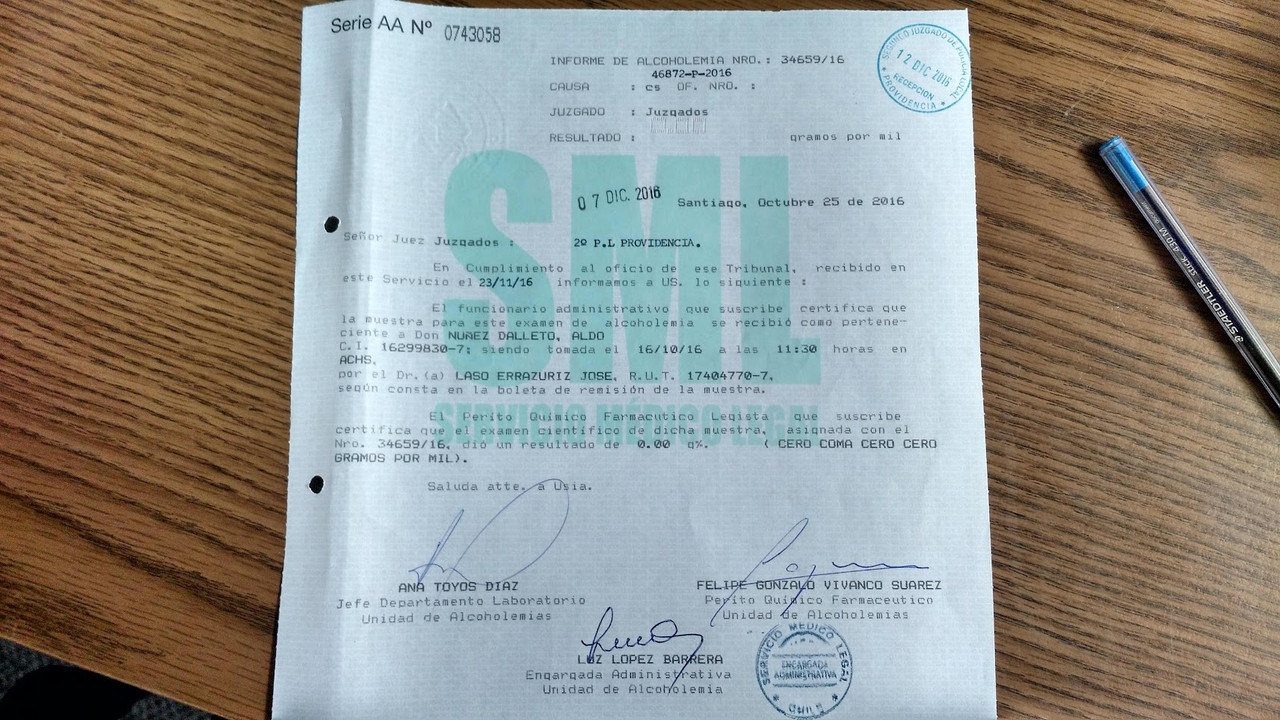 Serie AA Nº 0743058
SEGUNDO JUZGADO DE POLICIA LOCAL
12 DIC 2016
RECEPCION
PROVIDENCIA
INFORME DE ALCOHOLEMIA NRO.: 34659/16
46872-P-2016
CAUSA : cs OF. NRO. :
JUZGADO : Juzgados
RESULTADO : gramos por mil
07 DIC. 2016 Santiago, Octubre 25 de 2016
Señor Juez Juzgados : 2º P.L PROVIDENCIA.
En Cumplimiento al oficio de ese Tribunal, recibido en
este Servicio el 23/11/16 informamos a US. lo siguiente :
El funcionario administrativo que suscribe certifica que
la muestra para este examen de alcoholemia se recibió como pertene-
ciente a Don NUÑEZ DALLETO, ALDO
C.I. 16299830-7; siendo tomada el 16/10/16 a las 11:30 horas en
ACHS,
por el Dr.(a) LASO ERRAZURIZ JOSE, R.U.T. 17404770-7,
según consta en la boleta de remisión de la muestra.
El Perito Químico Farmacutico Legista que suscribe
certifica que el examen científico de dicha muestra, asignada con el
Nro. 34659/16, dió un resultado de 0.00 g%. ( CERO COMA CERO CERO
GRAMOS POR MIL).
Saluda atte. a Usia.
SML
SERVICIO MÉDICO LEGAL
ANA TOYOS DIAZ
Jefe Departamento Laboratorio
Unidad de Alcoholemias
FELIPE GONZALO VIVANCO SUAREZ
Perito Quimico Farmaceutico
Unidad de Alcoholemias
LUZ LOPEZ BARRERA
Engargada Administrativa
Unidad de Alcoholemia
SERVICIO MEDICO LEGAL
ENCARGADA
ADMINISTRATIVA
CHILE
STAEDTLER stick 430 M